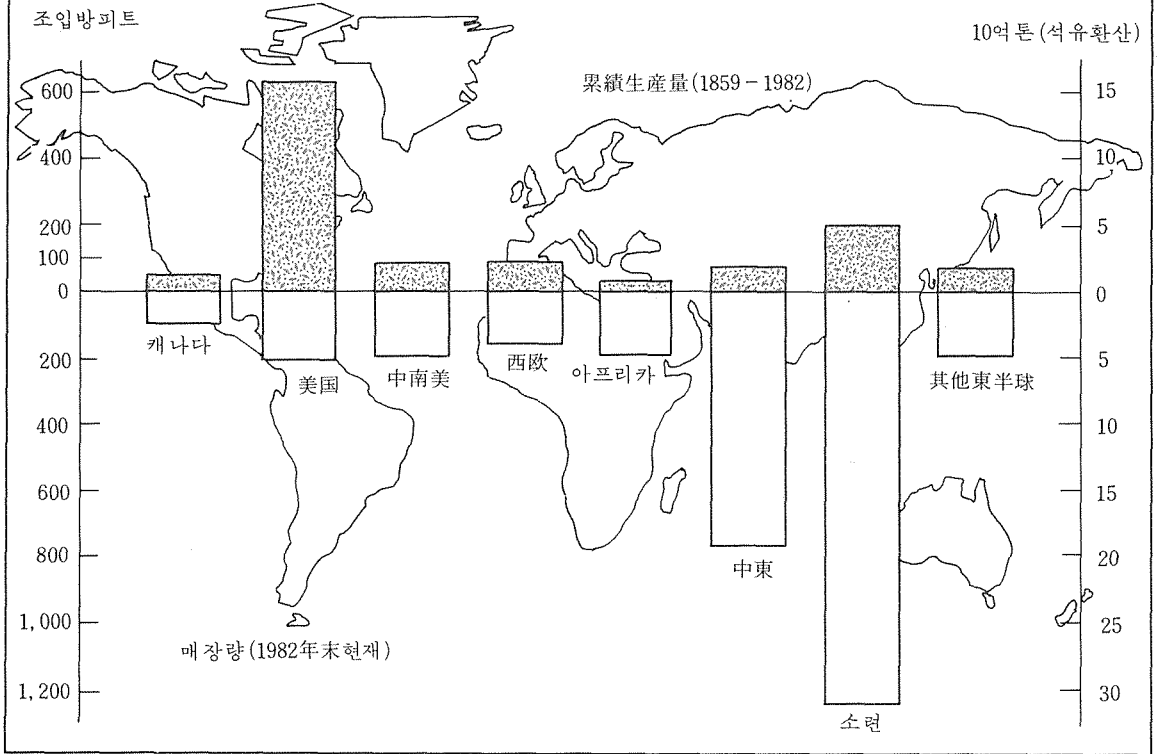 조입방피트
10억톤(석유환산)
累績生産量(1859-1982)
600
400
200
100
0
200
400
600
800
1,000
1,200
15
10
5
0
5
10
15
20
25
30
캐나다
美国
中南美
西欧
아프리카
中東
소련
其他東半球
매장량(1982年末현재)